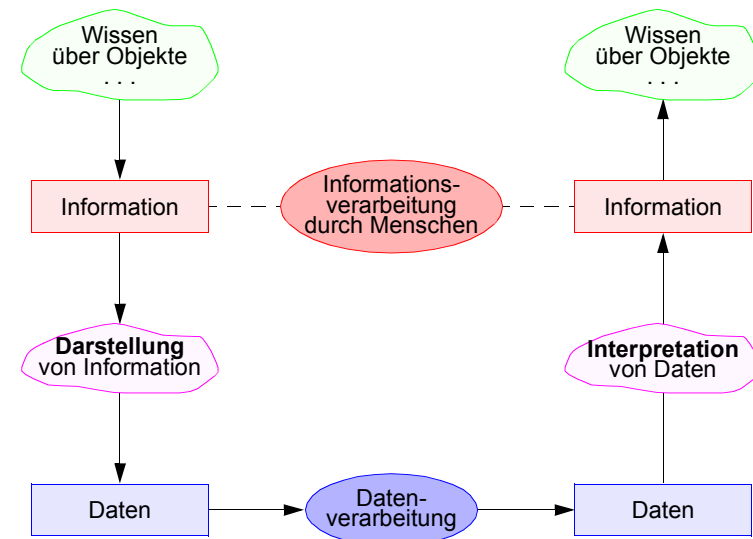 Wissen
über Objekte
. . .
Wissen
über Objekte
. . .
Information
Informations-
verarbeitung
durch Menschen
Information
Darstellung
von Information
Interpretation
von Daten
Daten
Daten-
verarbeitung
Daten